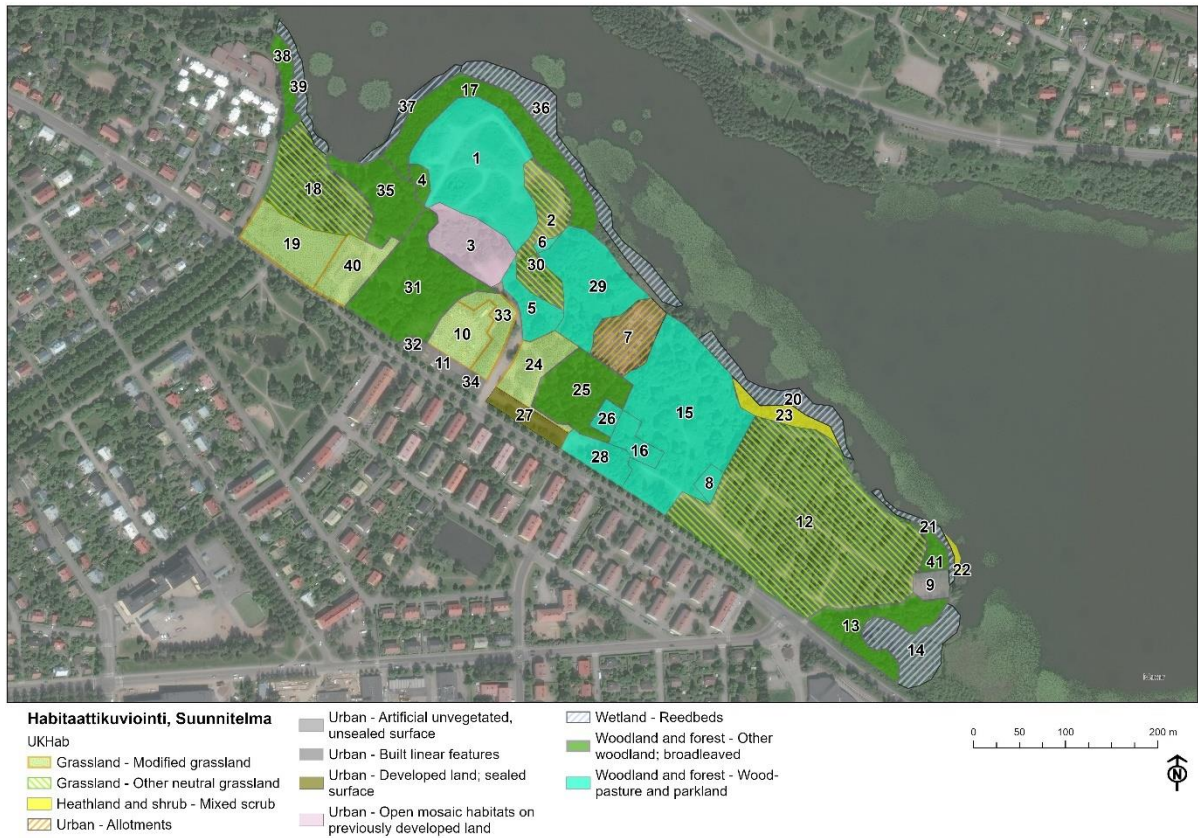 38
39
37
17
36
1
18
35
4
2
19
3
6
40
30
29
31
5
33
7
10
32
24
11
34
25
20
27
26
15
23
16
28
8
12
21
41
22
9
13
14
Habitaattikuviointi, Suunnitelma
UKHab
Grassland - Modified grassland
Grassland - Other neutral grassland
Heathland and shrub - Mixed scrub
Urban - Allotments
Urban - Artificial unvegetated,
unsealed surface
Urban - Built linear features
Urban - Developed land; sealed
surface
Urban - Open mosaic habitats on
previously developed land
Wetland - Reedbeds
Woodland and forest - Other
woodland; broadleaved
Woodland and forest - Wood-
pasture and parkland
0 50 100 200 m
N